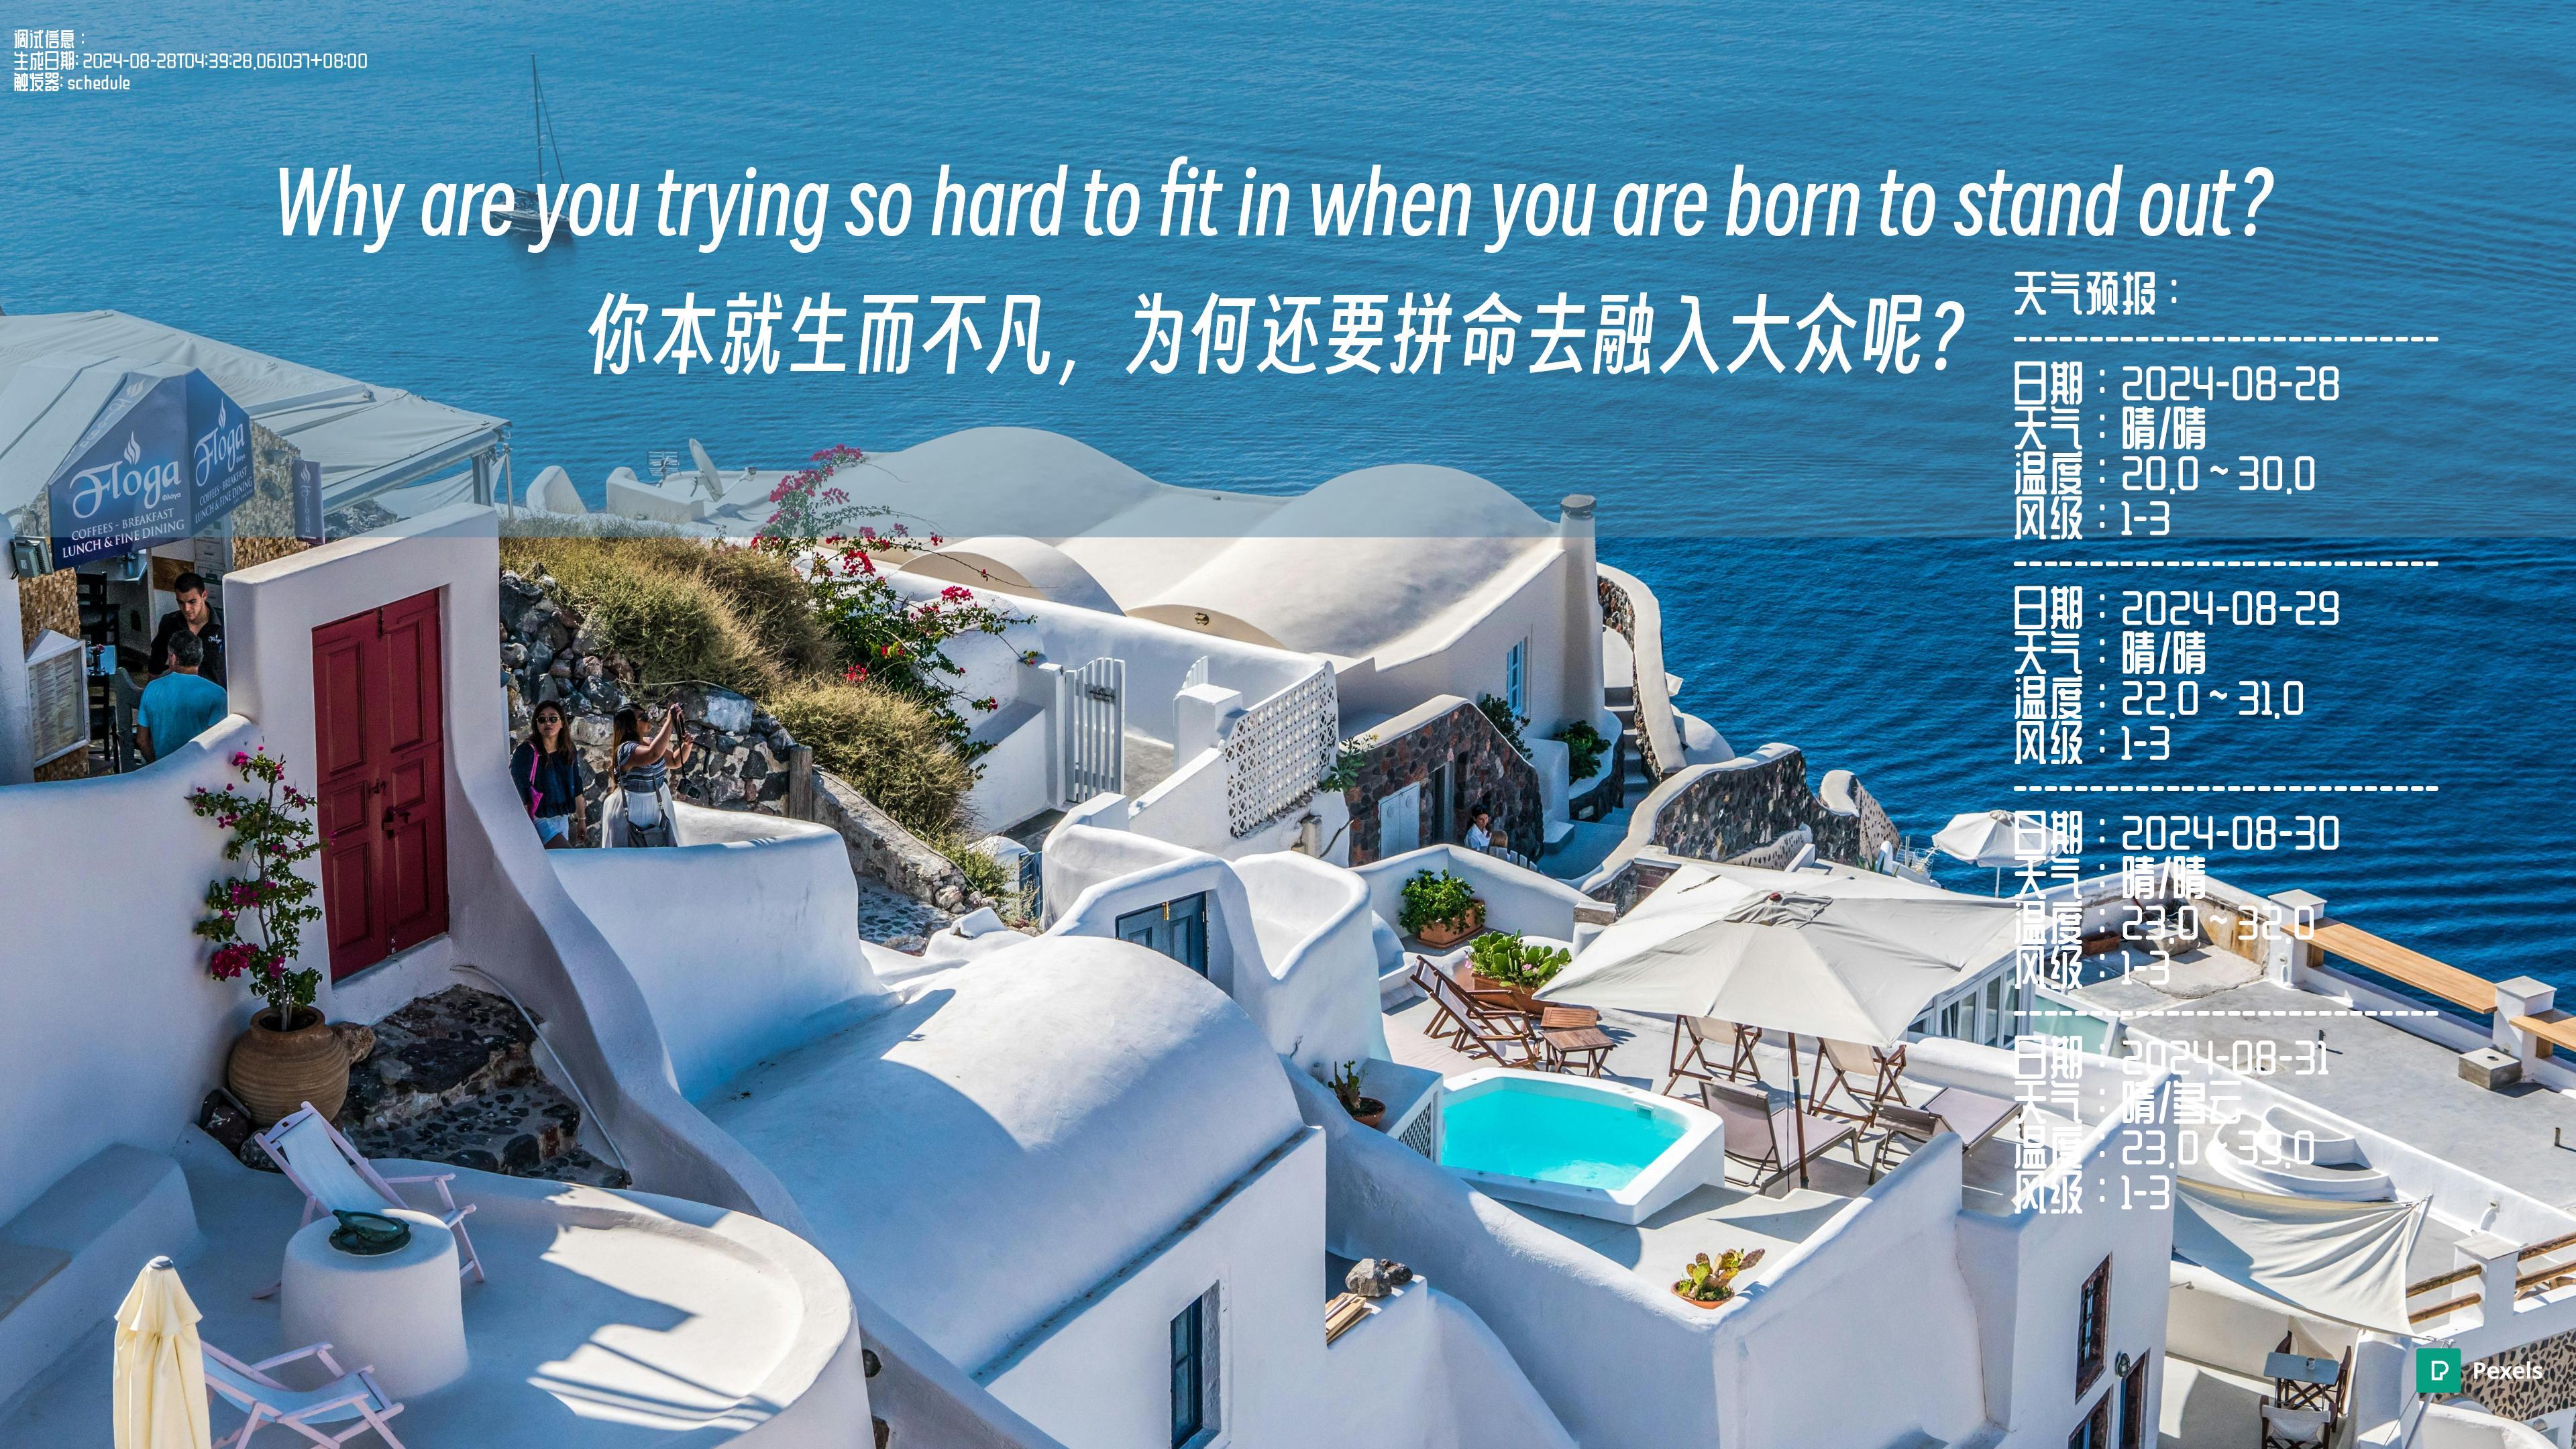 调试信息：
生成日期: 2024-08-28T04:39:28.061037+08:00
触发器: schedule
Why are you trying so hard to fit in when you are born to stand out?
你本就生而不凡，为何还要拼命去融入大众呢？
天气预报：
----------------------------
日期：2024-08-28
天气：晴/晴
温度：20.0 ~ 30.0
风级：1-3
----------------------------
日期：2024-08-29
天气：晴/晴
温度：22.0 ~ 31.0
风级：1-3
----------------------------
日期：2024-08-30
天气：晴/晴
温度：23.0 ~ 32.0
风级：1-3
----------------------------
日期：2024-08-31
天气：晴/多云
温度：23.0 ~ 33.0
风级：1-3
Floga
Φλόγα
COFFEES - BREAKFAST
LUNCH & FINE DINING
Floga
COFFEES - BREAKFAST
LUNCH & FINE DINING
Pexels